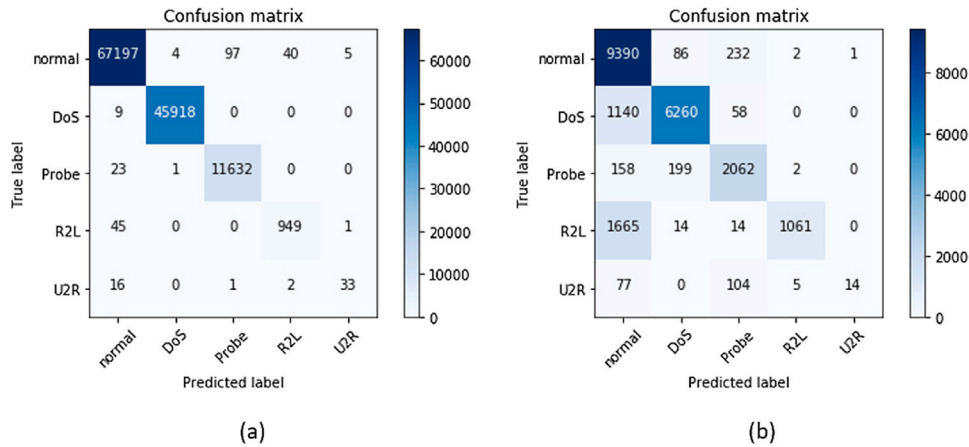 Confusion matrix
normal 67197 4 97 40 5
DoS 9 45918 0 0 0
Probe 23 1 11632 0 0
R2L 45 0 0 949 1
U2R 16 0 1 2 33
normal DoS Probe R2L U2R
True label
Predicted label
60000
50000
40000
30000
20000
10000
0
(a)
Confusion matrix
normal 9390 86 232 2 1
DoS 1140 6260 58 0 0
Probe 158 199 2062 2 0
R2L 1665 14 14 1061 0
U2R 77 0 104 5 14
normal DoS Probe R2L U2R
True label
Predicted label
8000
6000
4000
2000
0
(b)